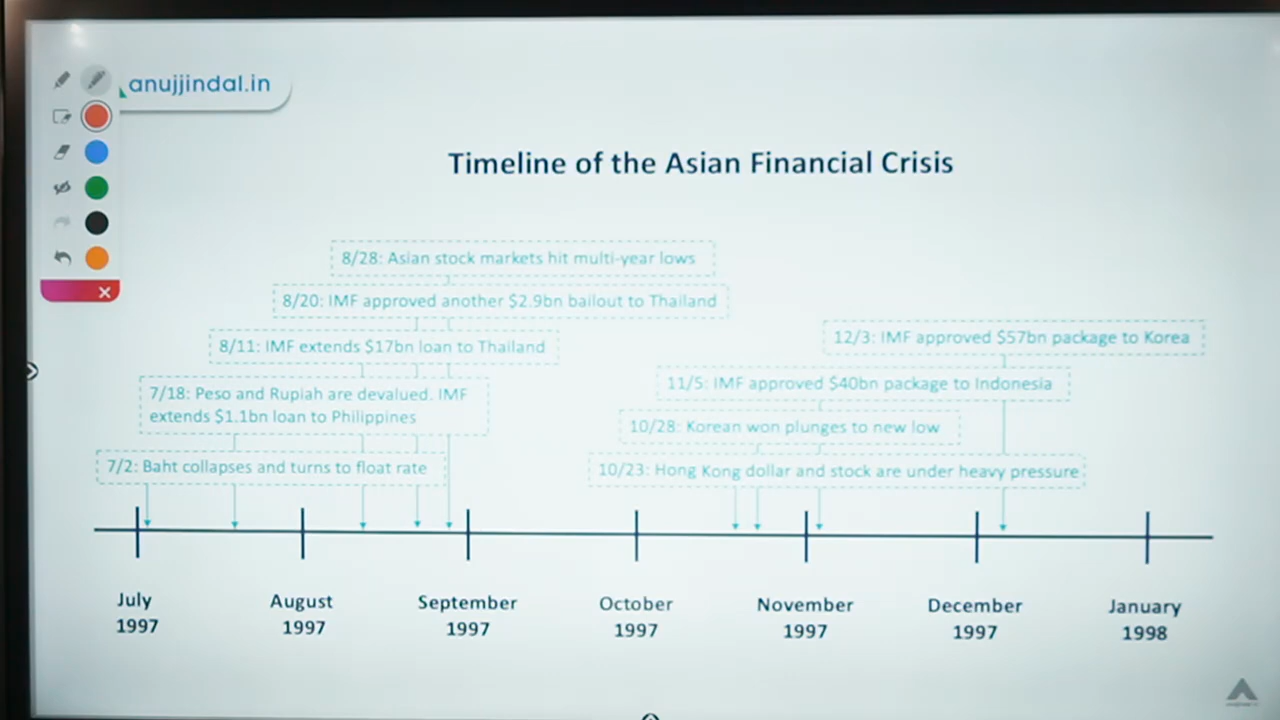 anujjindal.in
Timeline of the Asian Financial Crisis
8/28: Asian stock markets hit multi-year lows
8/20: IMF approved another $2.9bn bailout to Thailand
8/11: IMF extends $17bn loan to Thailand
7/18: Peso and Rupiah are devalued. IMF
extends $1.1bn loan to Philippines
7/2: Baht collapses and turns to float rate
12/3: IMF approved $57bn package to Korea
11/5: IMF approved $40bn package to Indonesia
10/28: Korean won plunges to new low
10/23: Hong Kong dollar and stock are under heavy pressure
July
1997
August
1997
September
1997
October
1997
November
1997
December
1997
January
1998